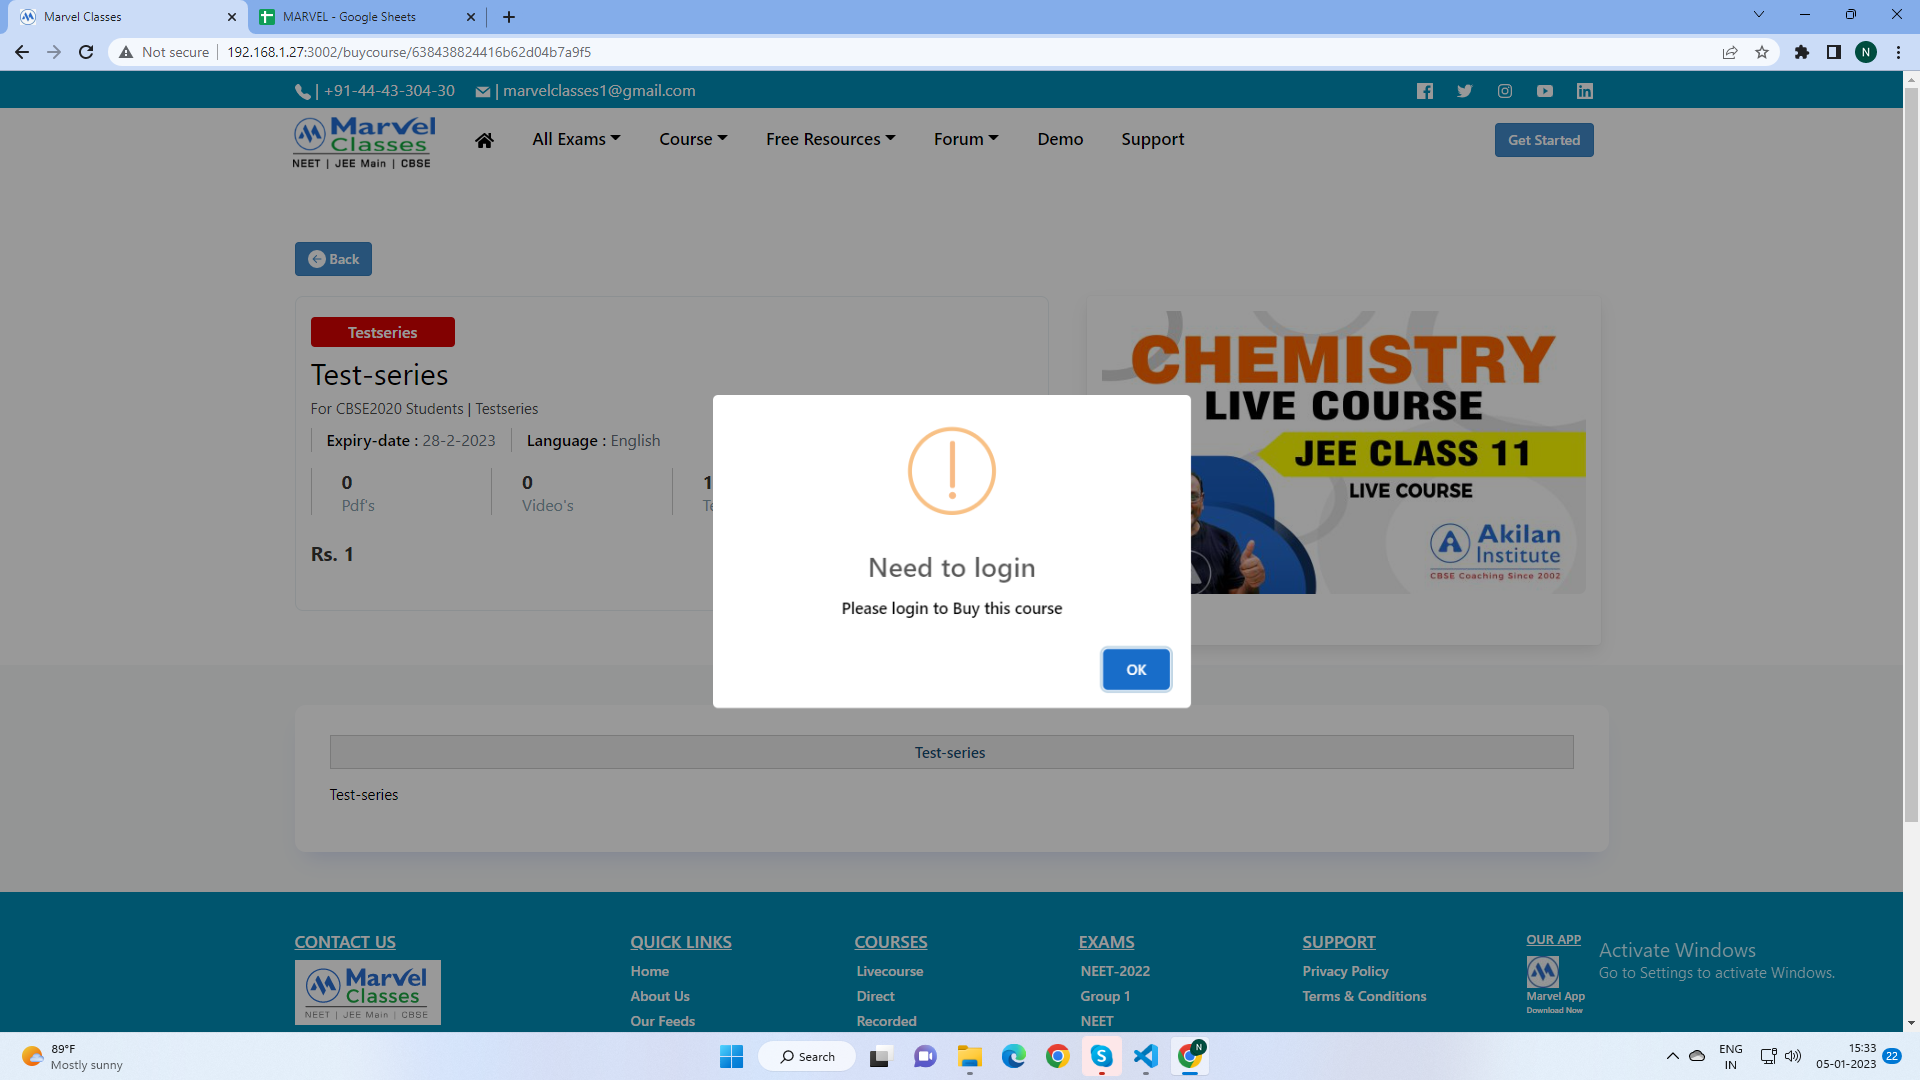 Marvel Classes
MARVEL - Google Sheets
Not secure
192.168.1.27:3002/buycourse/638438824416b62d04b7a9f5
N
| +91-44-43-304-30
| marvelclasses1@gmail.com
Marvel
Classes
NEET | JEE Main | CBSE
All Exams
Course
Free Resources
Forum
Demo
Support
Get Started
Back
Testseries
Test-series
For CBSE2020 Students | Testseries
Expiry-date : 28-2-2023
Language : English
0
Pdf's
0
Video's
1
Rs. 1
CHEMISTRY
LIVE COURSE
JEE CLASS 11
LIVE COURSE
Akilan
Institute
CBSE Coaching Since 2002
Need to login
Please login to Buy this course
OK
Test-series
Test-series
CONTACT US
Marvel
Classes
NEET | JEE Main | CBSE
QUICK LINKS
Home
About Us
Our Feeds
COURSES
Livecourse
Direct
Recorded
EXAMS
NEET-2022
Group 1
NEET
SUPPORT
Privacy Policy
Terms & Conditions
OUR APP
Marvel App
Download Now
Activate Windows
Go to Settings to activate Windows.
89°F
Mostly sunny
Search
N
ENG
IN
15:33
05-01-2023
22